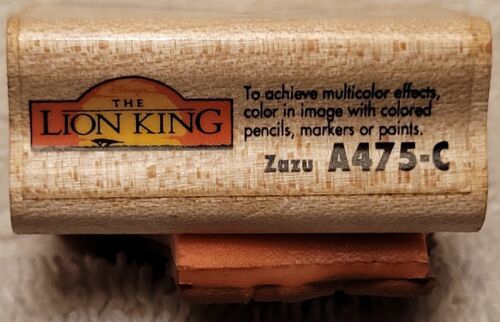 Disney's
THE
LION KING
To achieve multicolor effects,
color in image with colored
pencils, markers or paints.
Zazu A475-C